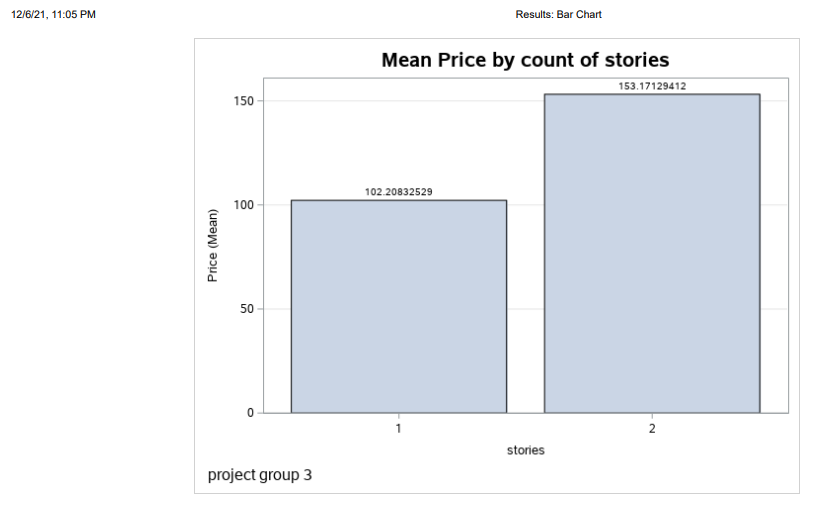 12/6/21, 11:05 PM Results: Bar Chart
Mean Price by count of stories
153.17129412
150
102.20832529
100
Price (Mean)
50
0
1 2
stories
project group 3